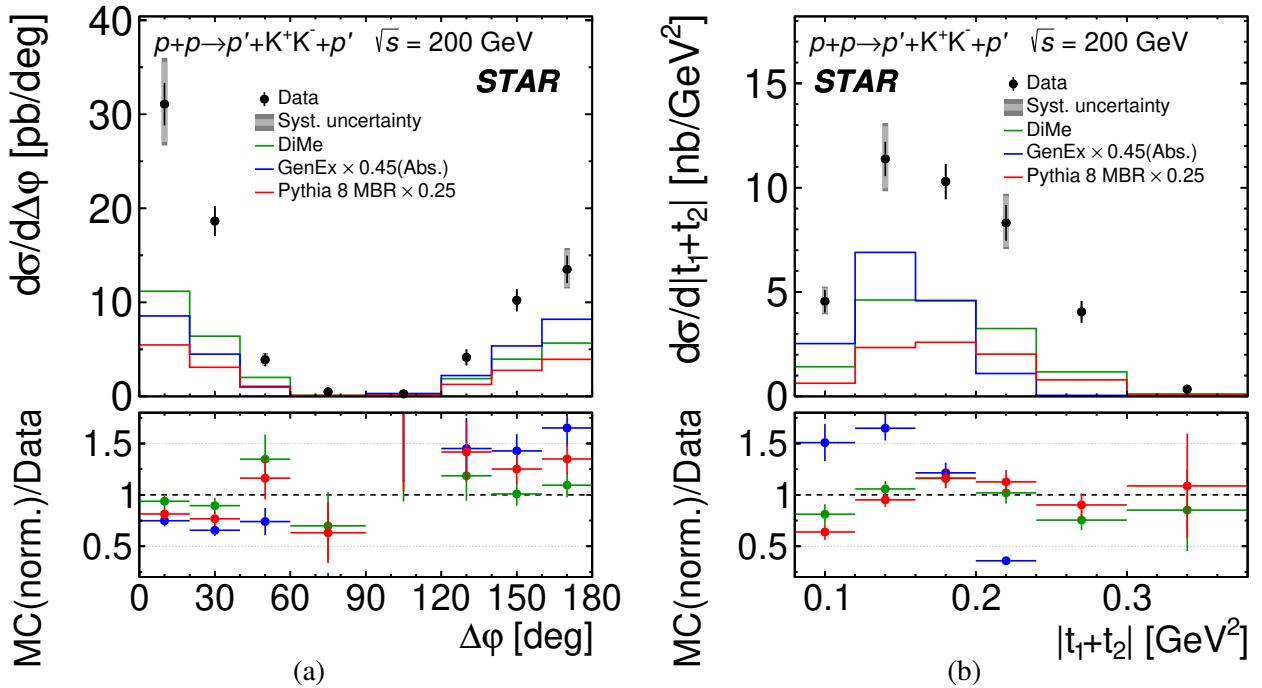 p+p→p′+K⁺K⁻+p′ √s = 200 GeV
STAR
Data
Syst. uncertainty
DiMe
GenEx × 0.45(Abs.)
Pythia 8 MBR × 0.25
dσ/dΔφ [pb/deg]
40
30
20
10
0
MC(norm.)/Data
1.5
1
0.5
0 30 60 90 120 150 180
Δφ [deg]
(a)
p+p→p′+K⁺K⁻+p′ √s = 200 GeV
STAR
Data
Syst. uncertainty
DiMe
GenEx × 0.45(Abs.)
Pythia 8 MBR × 0.25
dσ/d|t₁+t₂| [nb/GeV²]
15
10
5
0
MC(norm.)/Data
1.5
1
0.5
0.1 0.2 0.3
|t₁+t₂| [GeV²]
(b)